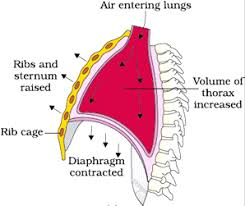 Air entering lungs
Ribs and
sternum
raised
Volume of
thorax
increased
Rib cage
Diaphragm
contracted